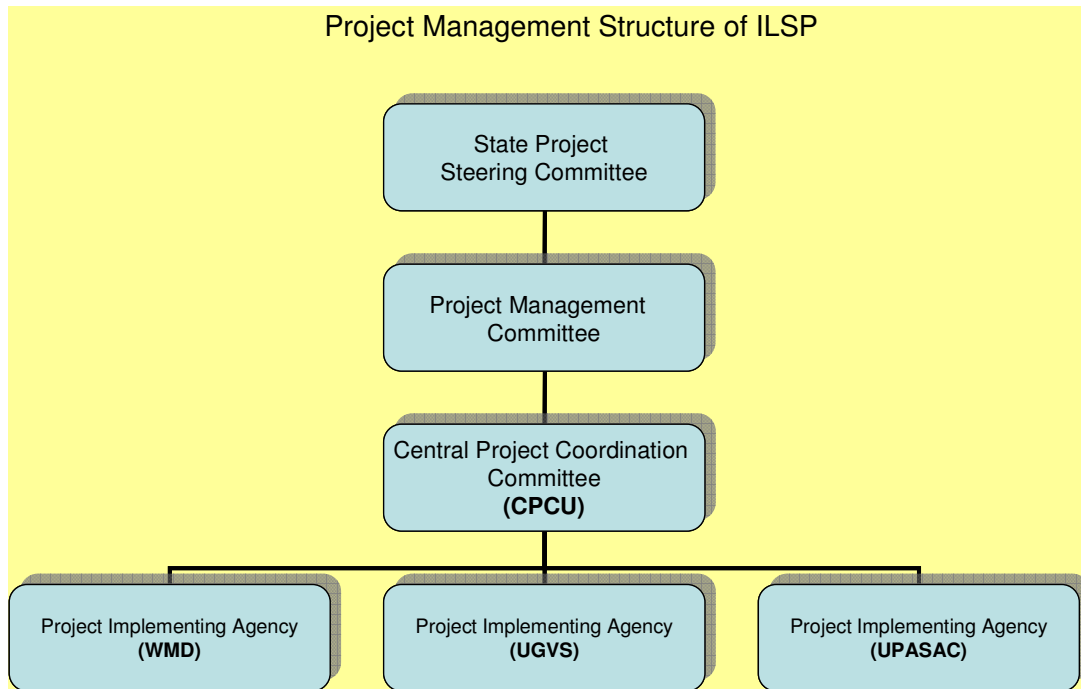 Project Management Structure of ILSP
State Project
Steering Committee
Project Management
Committee
Central Project Coordination
Committee
(CPCU)
Project Implementing Agency
(WMD)
Project Implementing Agency
(UGVS)
Project Implementing Agency
(UPASAC)